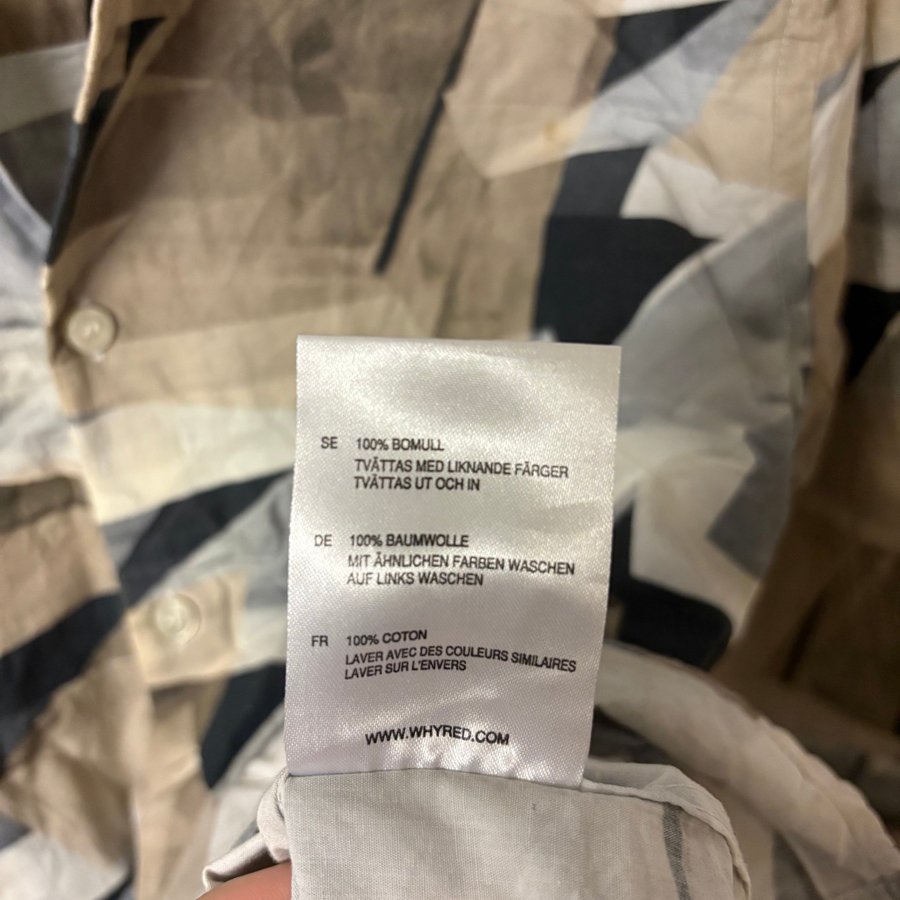 SE 100% BOMULL
TVÄTTAS MED LIKNANDE FÄRGER
TVÄTTAS UT OCH IN
DE 100% BAUMWOLLE
MIT ÄHNLICHEN FARBEN WASCHEN
AUF LINKS WASCHEN
FR 100% COTON
LAVER AVEC DES COULEURS SIMILAIRES
LAVER SUR L'ENVERS
WWW.WHYRED.COM